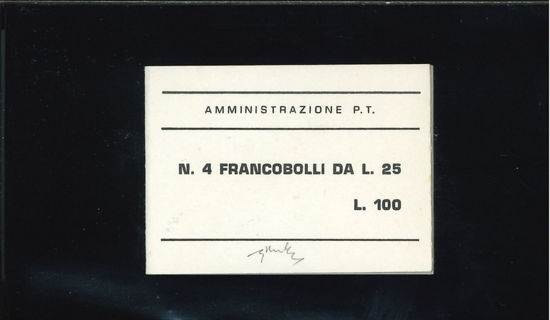 AMMINISTRAZIONE P.T.
N. 4 FRANCOBOLLI DA L. 25
L. 100